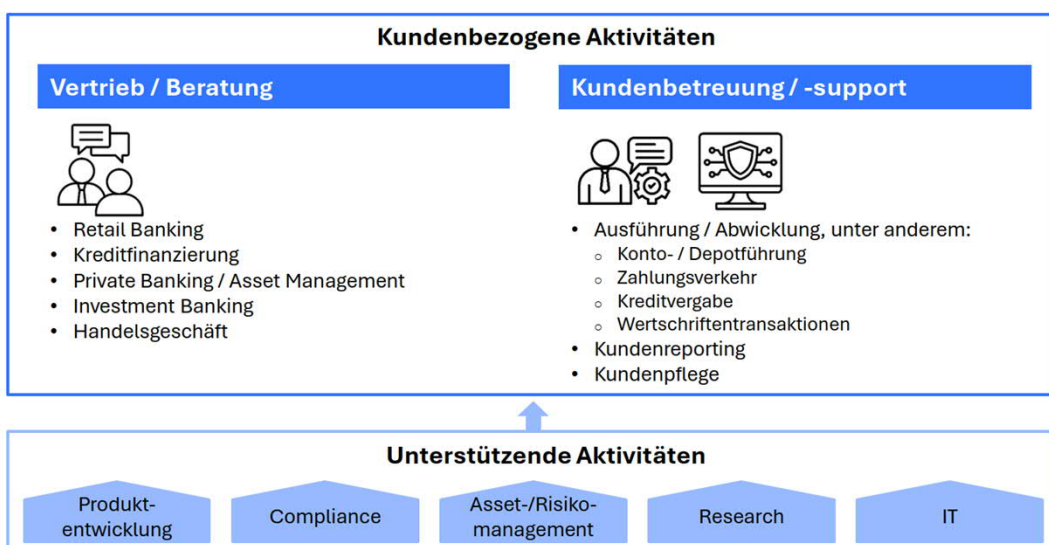 Kundenbezogene Aktivitäten
Vertrieb / Beratung
• Retail Banking
• Kreditfinanzierung
• Private Banking / Asset Management
• Investment Banking
• Handelsgeschäft
Kundenbetreuung / -support
• Ausführung / Abwicklung, unter anderem:
o Konto- / Depotführung
o Zahlungsverkehr
o Kreditvergabe
o Wertschriftentransaktionen
• Kundenreporting
• Kundenpflege
Unterstützende Aktivitäten
Produkt-
entwicklung
Compliance
Asset-/Risiko-
management
Research
IT